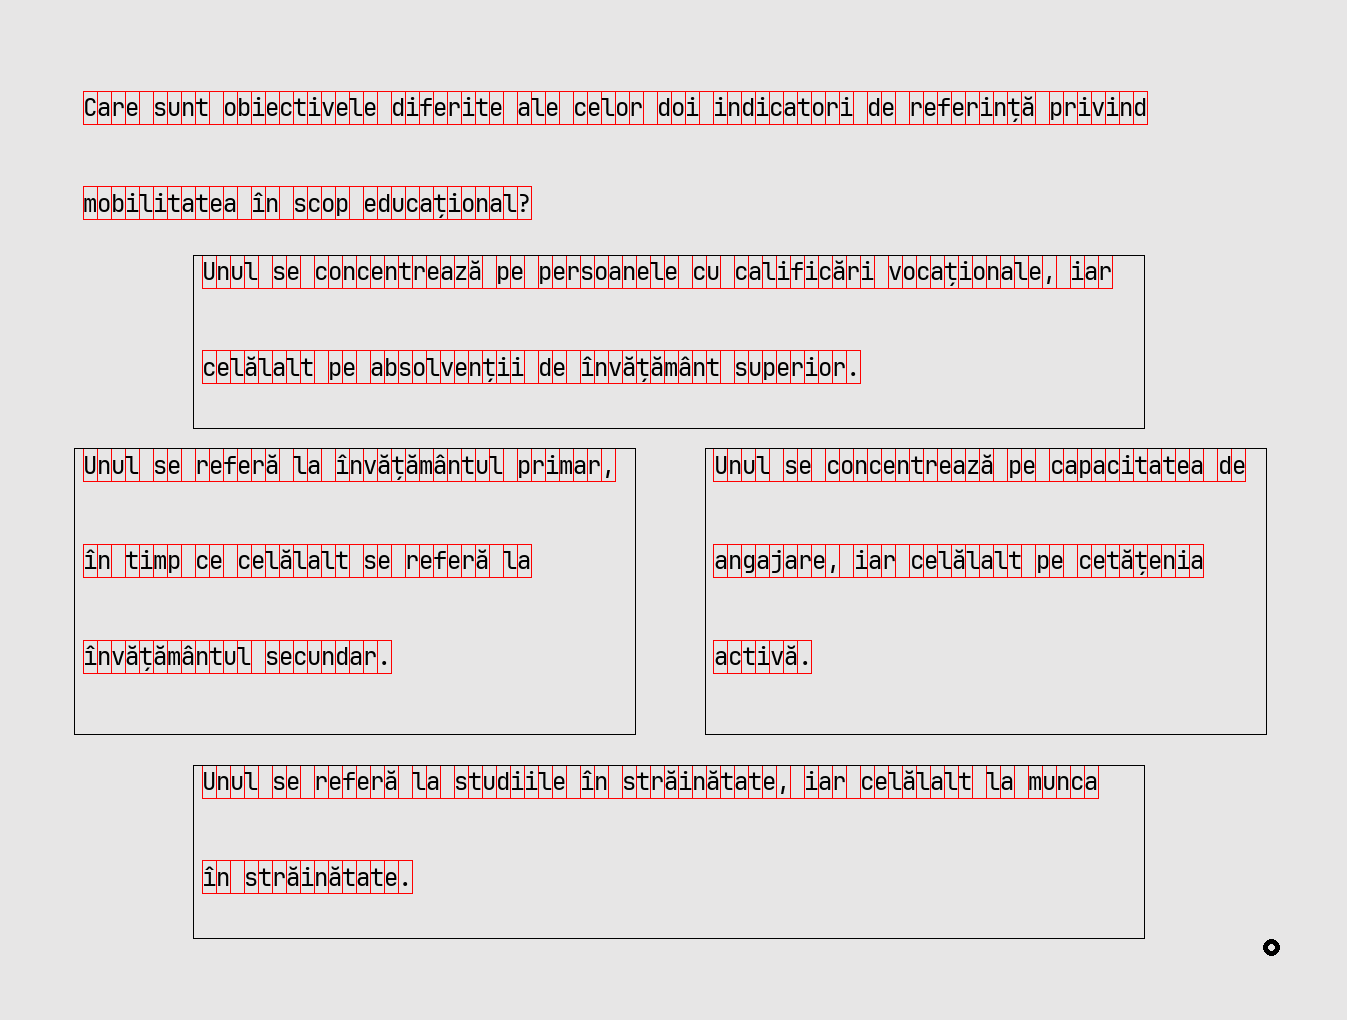 Care sunt obiectivele diferite ale celor doi indicatori de referință privind
mobilitatea în scop educațional?
Unul se concentrează pe persoanele cu calificări vocaționale, iar
celălalt pe absolvenții de învățământ superior.
Unul se referă la învățământul primar,
în timp ce celălalt se referă la
învățământul secundar.
Unul se concentrează pe capacitatea de
angajare, iar celălalt pe cetățenia
activă.
Unul se referă la studiile în străinătate, iar celălalt la munca
în străinătate.